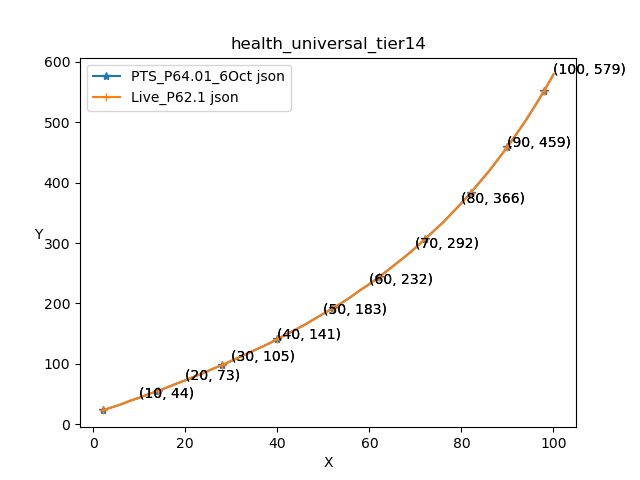 health_universal_tier14
PTS_P64.01_6Oct json
Live_P62.1 json
600
500
400
300
200
100
0
Y
(100, 579)
(90, 459)
(80, 366)
(70, 292)
(60, 232)
(50, 183)
(40, 141)
(30, 105)
(20, 73)
(10, 44)
0 20 40 60 80 100
X